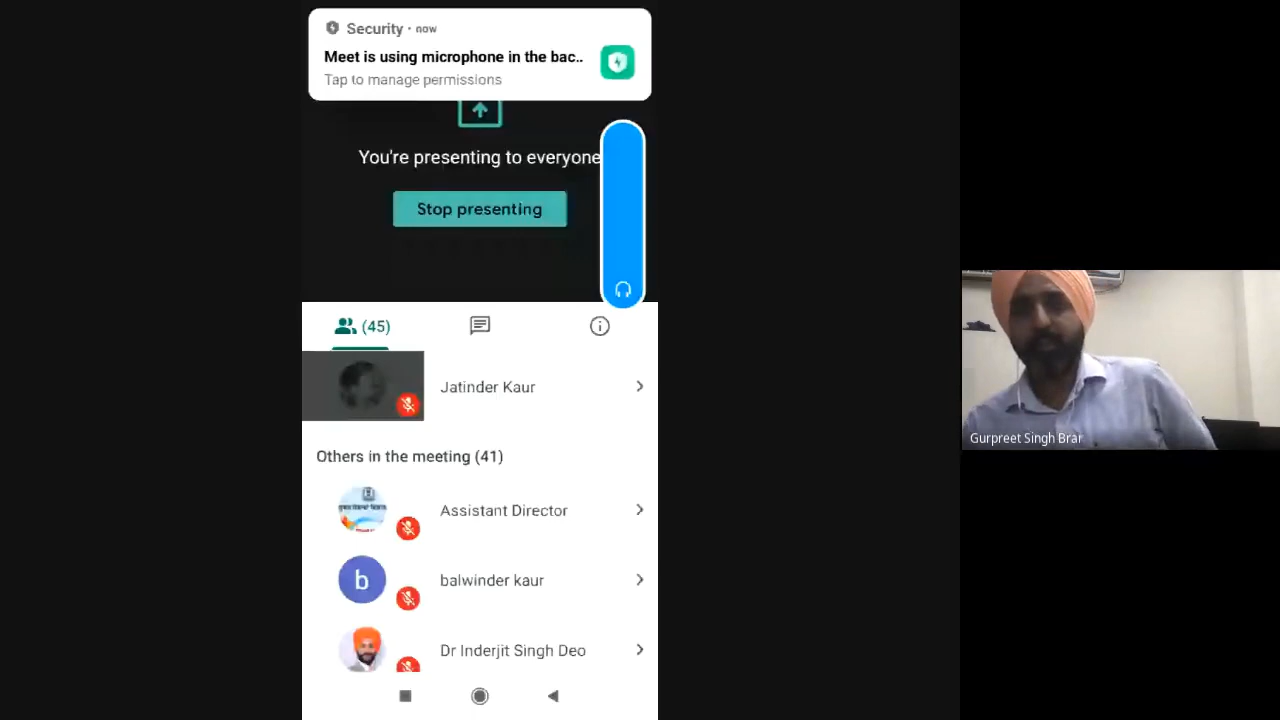 Security · now
Meet is using microphone in the bac..
Tap to manage permissions
You're presenting to everyone
Stop presenting
(45)
Jatinder Kaur
Others in the meeting (41)
Assistant Director
b
balwinder kaur
Dr Inderjit Singh Deo
Gurpreet Singh Brar